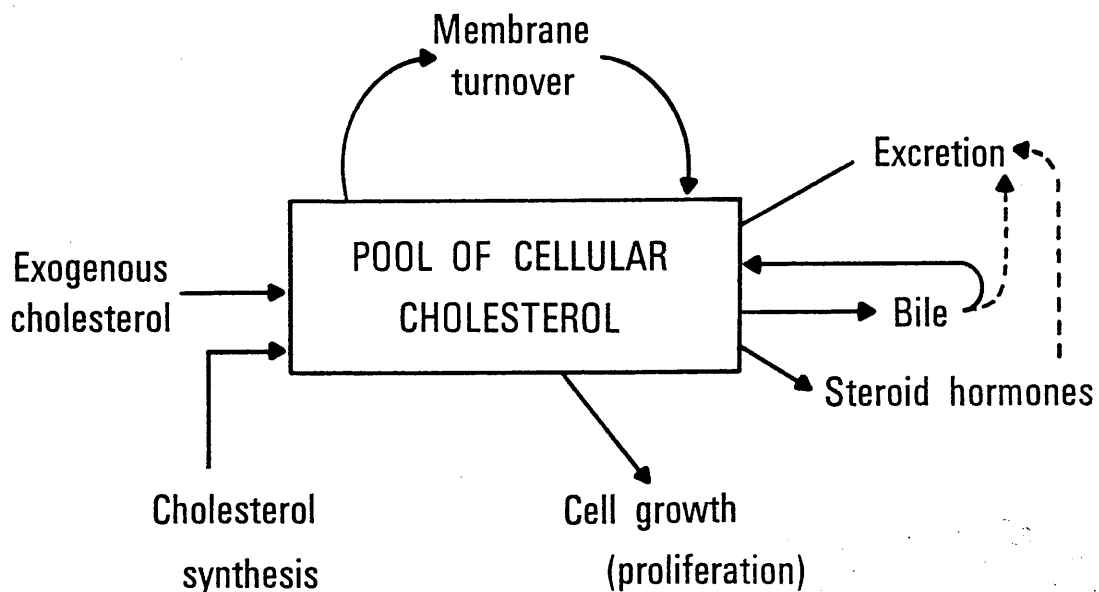 Membrane
turnover
Excretion
POOL OF CELLULAR
CHOLESTEROL
Exogenous
cholesterol
Bile
Steroid hormones
Cholesterol
synthesis
Cell growth
(proliferation)